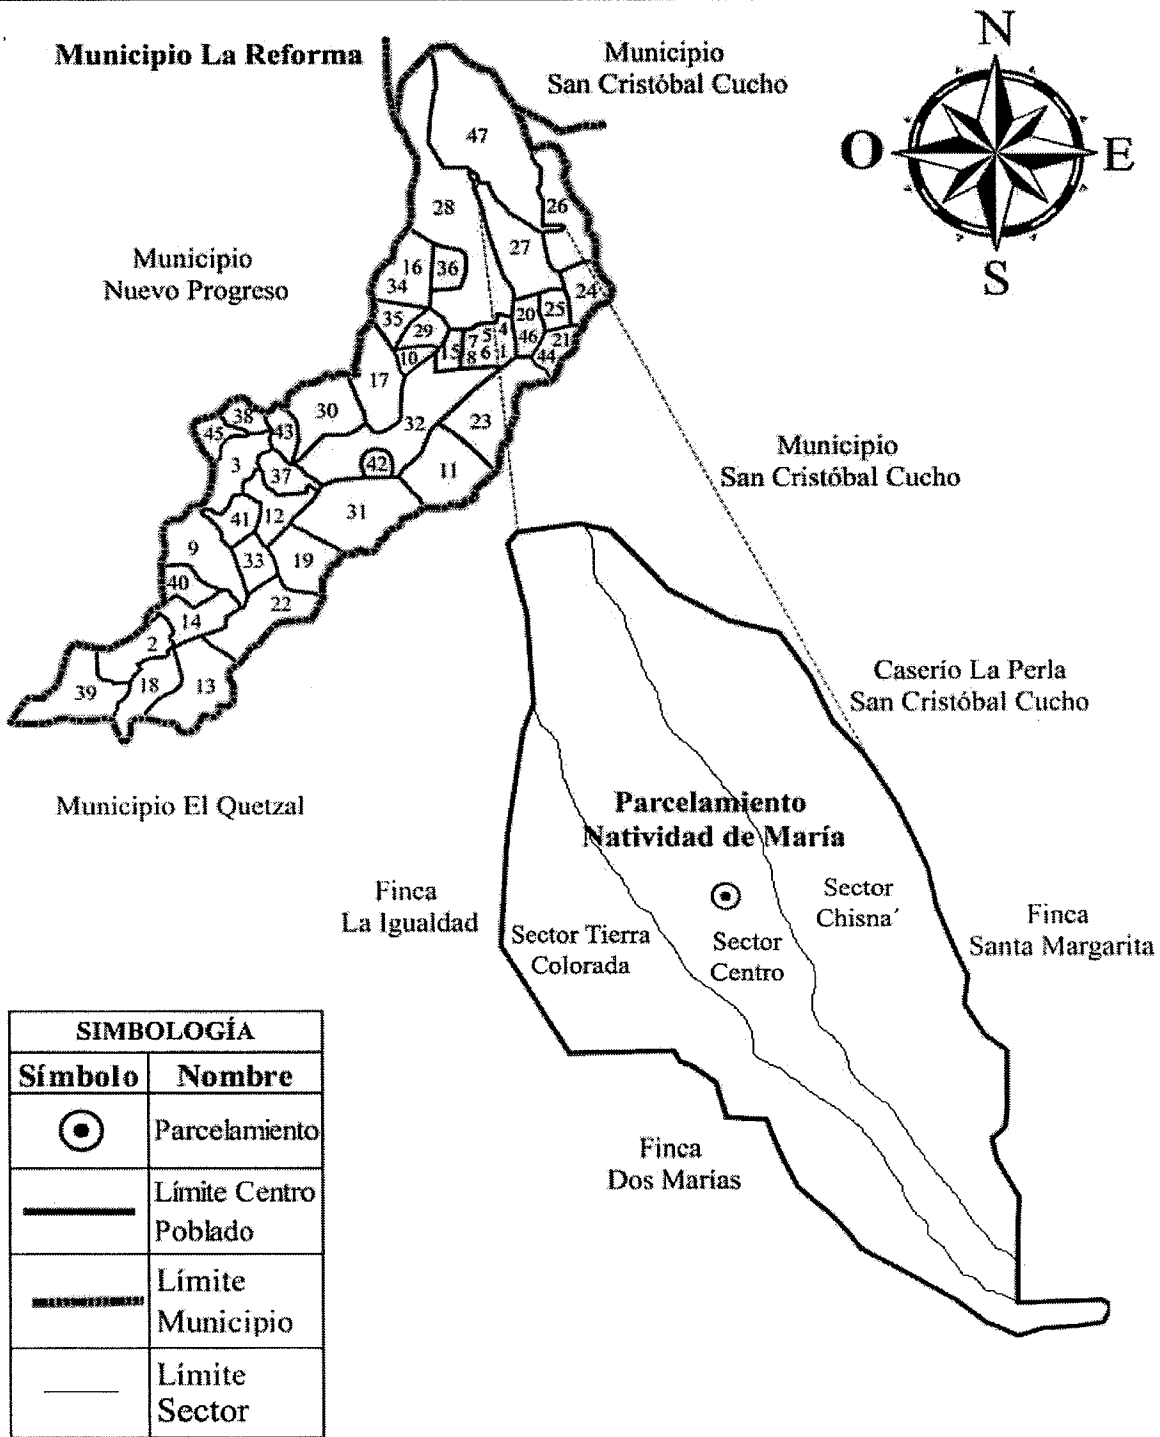 Municipio La Reforma
Municipio
San Cristóbal Cucho
N
O
E
S
47
28
26
27
Municipio
Nuevo Progreso
16
36
34
24
35
29
20
25
4
5
7
46
21
10
15
8
6
1
44
17
30
32
23
38
45
43
3
37
42
11
Municipio
San Cristóbal Cucho
41
12
31
9
33
19
40
14
22
2
39
18
13
Caserío La Perla
San Cristóbal Cucho
Municipio El Quetzal
Parcelamiento
Natividad de María
Finca
La Igualdad
Sector Tierra
Colorada
Sector
Centro
Sector
Chisna´
Finca
Santa Margarita
Finca
Dos Marías
SIMBOLOGÍA
Símbolo Nombre
Parcelamiento
Límite Centro
Poblado
Límite
Municipio
Límite
Sector